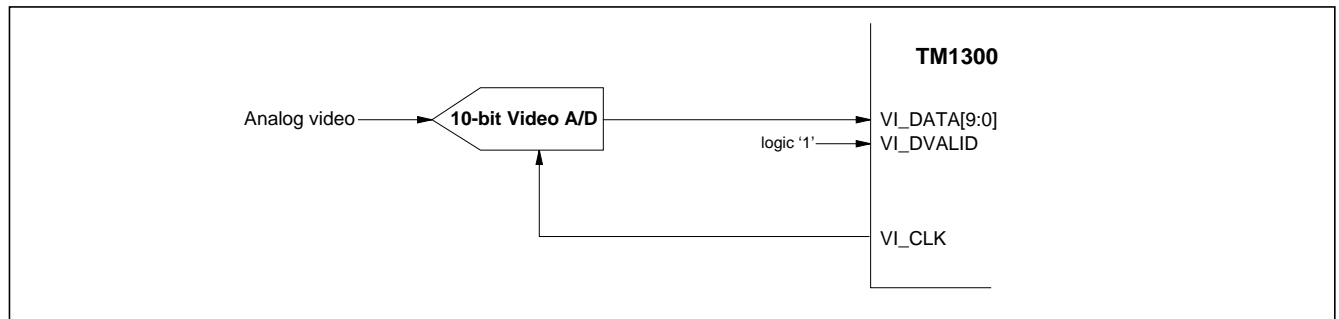 TM1300
Analog video
10-bit Video A/D
VI_DATA[9:0]
logic ‘1’
VI_DVALID
VI_CLK